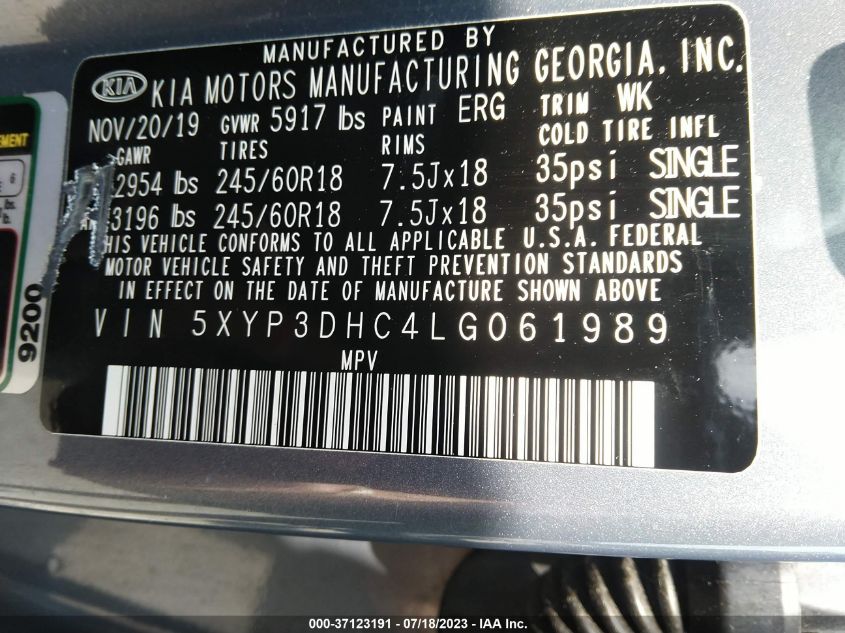 MANUFACTURED BY
KIA KIA MOTORS MANUFACTURING GEORGIA, INC.
NOV/20/19 GVWR 5917 lbs PAINT ERG TRIM WK
GAWR TIRES RIMS COLD TIRE INFL
2954 lbs 245/60R18 7.5Jx18 35psi SINGLE
3196 lbs 245/60R18 7.5Jx18 35psi SINGLE
THIS VEHICLE CONFORMS TO ALL APPLICABLE U.S.A. FEDERAL
MOTOR VEHICLE SAFETY AND THEFT PREVENTION STANDARDS
IN EFFECT ON THE DATE OF MANUFACTURE SHOWN ABOVE
VIN 5XYP3DHC4LG061989
MPV
6
9200
000-37123191 - 07/18/2023 - IAA Inc.